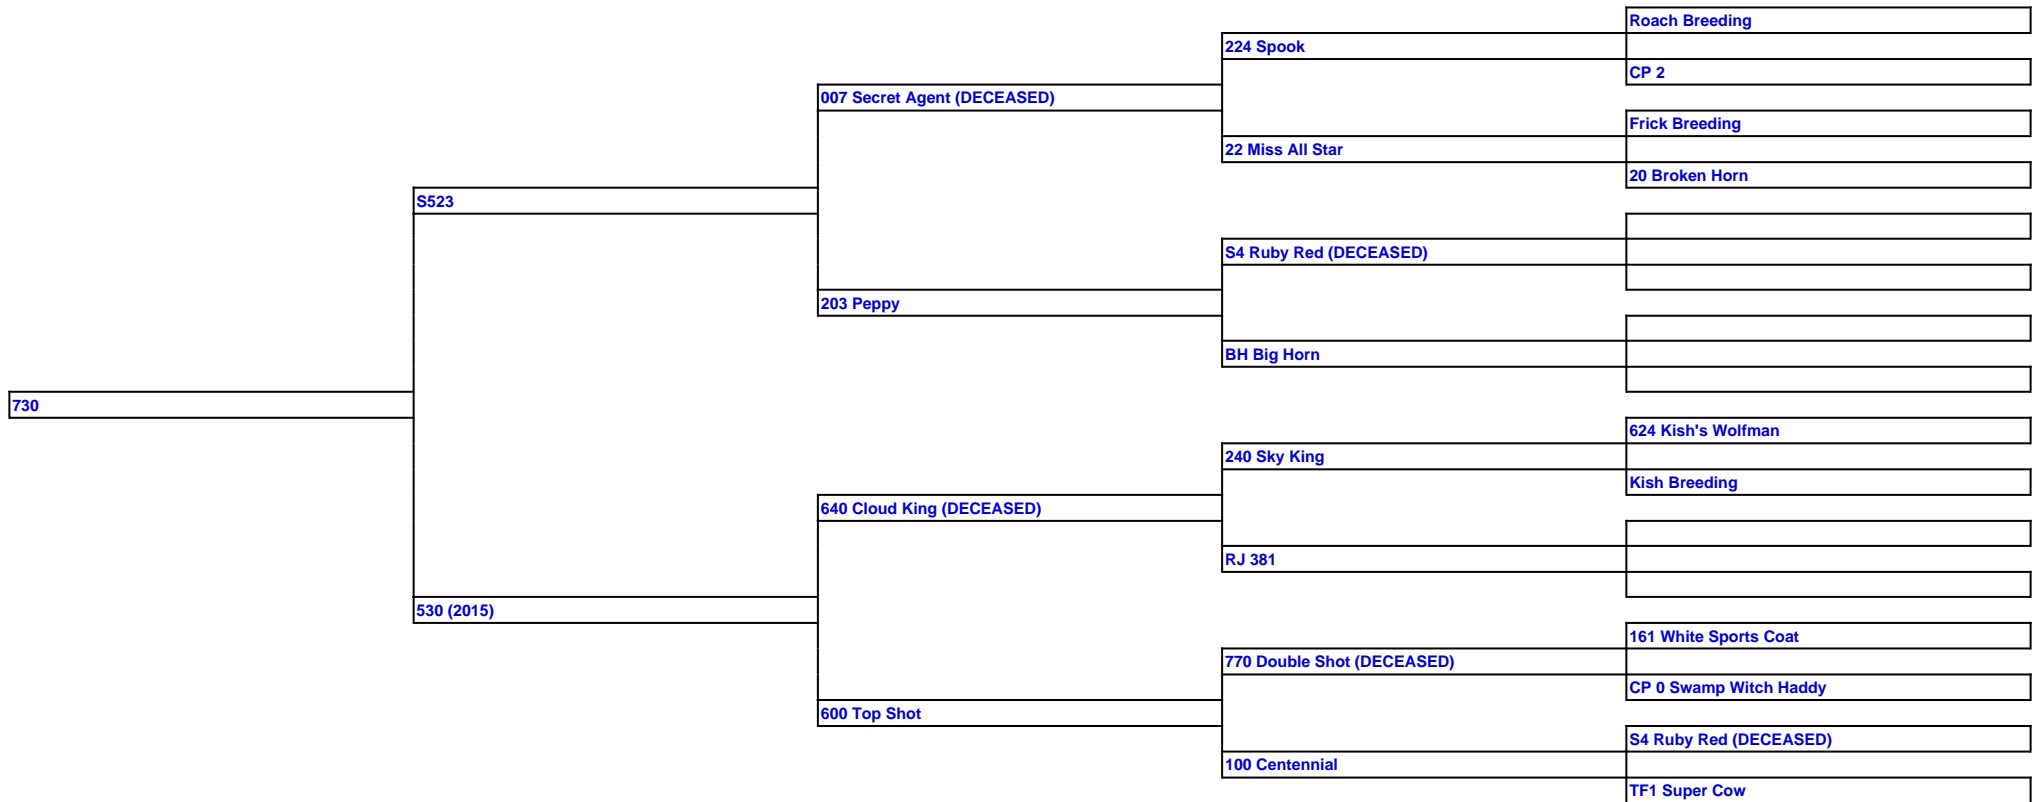 Roach Breeding
224 Spook
CP 2
007 Secret Agent (DECEASED)
Frick Breeding
22 Miss All Star
20 Broken Horn
S523
S4 Ruby Red (DECEASED)
203 Peppy
BH Big Horn
730
624 Kish's Wolfman
240 Sky King
Kish Breeding
640 Cloud King (DECEASED)
RJ 381
530 (2015)
161 White Sports Coat
770 Double Shot (DECEASED)
CP 0 Swamp Witch Haddy
600 Top Shot
S4 Ruby Red (DECEASED)
100 Centennial
TF1 Super Cow